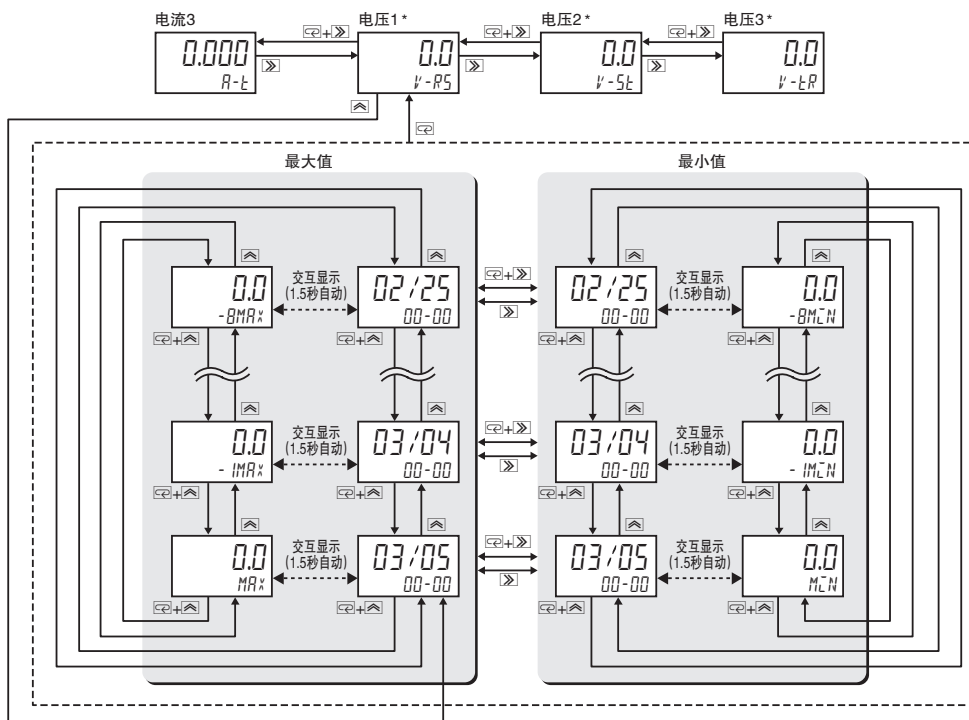 电流3 电压1* 电压2* 电压3*
0.000 0.0 0.0 0.0
A-t V-RS V-St V-tR
最大值 最小值
0.0 交互显示 02/25 02/25 交互显示 0.0
-8MAX (1.5秒自动) 00-00 00-00 (1.5秒自动) -8MIN
0.0 交互显示 03/04 03/04 交互显示 0.0
-1MAX (1.5秒自动) 00-00 00-00 (1.5秒自动) -1MIN
0.0 交互显示 03/05 03/05 交互显示 0.0
MAX (1.5秒自动) 00-00 00-00 (1.5秒自动) MIN